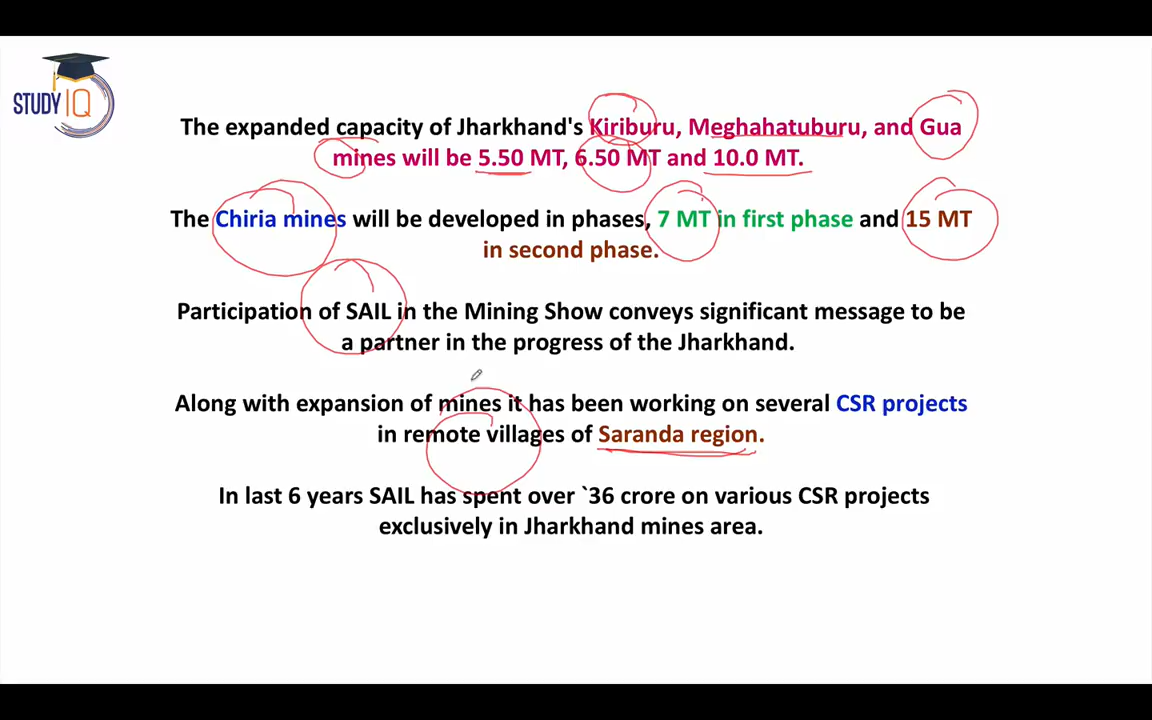 STUDY IQ
The expanded capacity of Jharkhand's Kiriburu, Meghahatuburu, and Gua
mines will be 5.50 MT, 6.50 MT and 10.0 MT.
The Chiria mines will be developed in phases, 7 MT in first phase and 15 MT
in second phase.
Participation of SAIL in the Mining Show conveys significant message to be
a partner in the progress of the Jharkhand.
Along with expansion of mines it has been working on several CSR projects
in remote villages of Saranda region.
In last 6 years SAIL has spent over `36 crore on various CSR projects
exclusively in Jharkhand mines area.